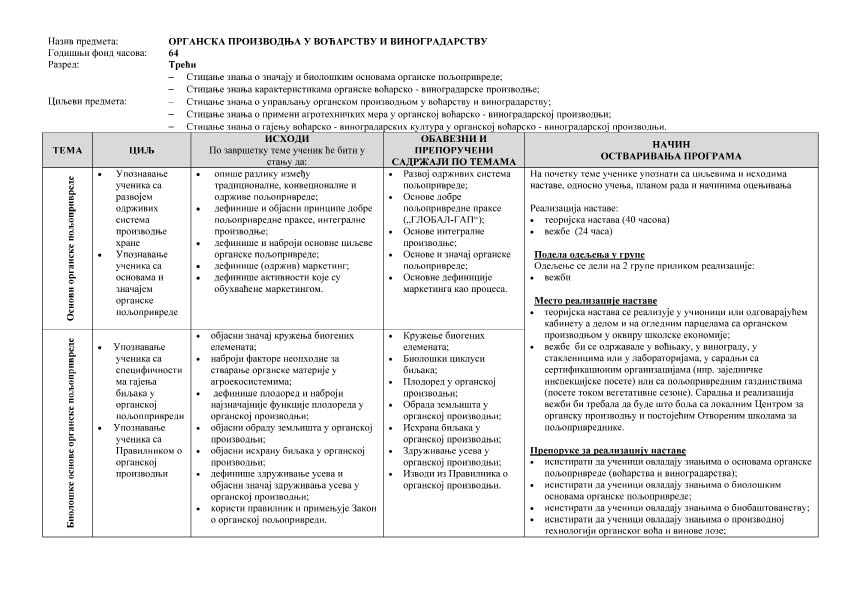 Назив предмета: ОРГАНСКА ПРОИЗВОДЊА У ВОЋАРСТВУ И ВИНОГРАДАРСТВУ
Годишњи фонд часова: 64
Разред: Трећи
Циљеви предмета:
– Стицање знања о значају и биолошким основама органске пољопривреде;
– Стицање знања карактеристикама органске воћарско - виноградарске производње;
– Стицање знања о управљању органском производњом у воћарству и виноградарству;
– Стицање знања о примени агротехничких мера у органској воћарско - виноградарској производњи;
– Стицање знања о гајењу воћарско - виноградарских култура у органској воћарско - виноградарској производњи.
ТЕМА
ЦИЉ
ИСХОДИ
По завршетку теме ученик ће бити у
стању да:
ОБАВЕЗНИ И
ПРЕПОРУЧЕНИ
САДРЖАЈИ ПО ТЕМАМА
НАЧИН
ОСТВАРИВАЊА ПРОГРАМА
Основи органске пољопривреде
• Упознавање
ученика са
развојем
одрживих
система
производње
хране
• Упознавање
ученика са
основама и
значајем
органске
пољопривреде
• опише разлику између
традиционалне, конвеционалне и
одрживе пољопривреде;
• дефинише и објасни принципе добре
пољопривредне праксе, интегралне
производње;
• дефинише и наброји основне циљеве
органске пољопривреде;
• дефинише (одржив) маркетинг;
• дефинише активности које су
обухваћене маркетингом.
• Развој одрживих система
пољопривреде;
• Основе добре
пољопривредне праксе
(„ГЛОБАЛ-ГАП“);
• Основе интегралне
производње;
• Основе и значај органске
пољопривреде;
• Основне дефиниције
маркетинга као процеса.
Биолошке основе органске пољопривреде
• Упознавање
ученика са
специфичности
ма гајења
биљака у
органској
пољопривреди
• Упознавање
ученика са
Правилником о
органској
производњи
• објасни значај кружења биогених
елемената;
• наброји факторе неопходне за
стварање органске материје у
агроекосистемима;
• дефинише плодоред и наброји
најзначајније функције плодореда у
органској производњи;
• објасни обраду земљишта у органској
производњи;
• објасни исхрану биљака у органској
производњи;
• дефинише здруживање усева и
објасни значај здруживања усева у
органској производњи;
• користи правилник и примењује Закон
о органској пољопривреди.
• Кружење биогених
елемената;
• Биолошки циклуси
биљака;
• Плодоред у органској
производњи;
• Обрада земљишта у
органској производњи;
• Исхрана биљака у
органској производњи;
• Здруживање усева у
органској производњи;
• Изводи из Правилника о
органској производњи.
На почетку теме ученике упознати са циљевима и исходима
наставе, односно учења, планом рада и начинима оцењивања
Реализација наставе:
• теоријска настава (40 часова)
• вежбе (24 часа)
Подела одељења у групе
Одељење се дели на 2 групе приликом реализације:
• вежби
Место реализације наставе
• теоријска настава се реализује у учионици или одговарајућем
кабинету а делом и на огледним парцелама са органском
производњом у оквиру школске економије;
• вежбе би се одржавале у воћњаку, у винограду, у
стакленицима или у лабораторијама, у сарадњи са
сертификационим организацијама (нпр. заједничке
инспекцијске посете) или са пољопривредним газдинствима
(посете током вегетативне сезоне). Сарадња и реализација
вежби би требала да буде што боља са локалним Центром за
органску производњу и постојећим Отвореним школама за
пољопривреднике.
Препоруке за реализацију наставе
• исистирати да ученици овладају знањима о основама органске
пољопривреде (воћарства и виградарства);
• исистирати да ученици овладају знањима о биолошким
основама органске пољопривреде;
• исистирати да ученици овладају знањима о биобаштованству;
• исистирати да ученици овладају знањима о производној
технологији органског воћа и винове лозе;